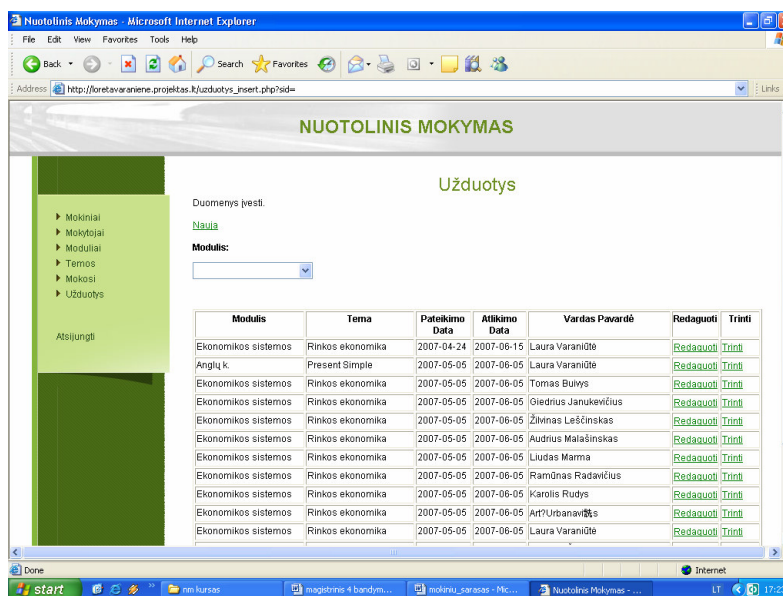 Nuotolinis Mokymas - Microsoft Internet Explorer
File Edit View Favorites Tools Help
Back Search Favorites
Address http://loretavaraniene.projektas.lt/uzduotys_insert.php?sid= Links
NUOTOLINIS MOKYMAS
Užduotys
Duomenys įvesti.
Nauja
Modulis:
Mokiniai
Mokytojai
Moduliai
Temos
Mokosi
Užduotys
Atsijungti
Modulis Tema Pateikimo Data Atlikimo Data Vardas Pavardė Redaguoti Trinti
Ekonomikos sistemos Rinkos ekonomika 2007-04-24 2007-06-15 Laura Varaniūtė Redaguoti Trinti
Anglų k. Present Simple 2007-05-05 2007-06-05 Laura Varaniūtė Redaguoti Trinti
Ekonomikos sistemos Rinkos ekonomika 2007-05-05 2007-06-05 Tomas Buivys Redaguoti Trinti
Ekonomikos sistemos Rinkos ekonomika 2007-05-05 2007-06-05 Giedrius Janukevičius Redaguoti Trinti
Ekonomikos sistemos Rinkos ekonomika 2007-05-05 2007-06-05 Žilvinas Leščinskas Redaguoti Trinti
Ekonomikos sistemos Rinkos ekonomika 2007-05-05 2007-06-05 Audrius Malašinskas Redaguoti Trinti
Ekonomikos sistemos Rinkos ekonomika 2007-05-05 2007-06-05 Liudas Marma Redaguoti Trinti
Ekonomikos sistemos Rinkos ekonomika 2007-05-05 2007-06-05 Ramūnas Radavičius Redaguoti Trinti
Ekonomikos sistemos Rinkos ekonomika 2007-05-05 2007-06-05 Karolis Rudys Redaguoti Trinti
Ekonomikos sistemos Rinkos ekonomika 2007-05-05 2007-06-05 Redaguoti Trinti
Ekonomikos sistemos Rinkos ekonomika 2007-05-05 2007-06-05 Laura Varaniūtė Redaguoti Trinti
Done Internet
start nm kursas magistrinis 4 bandym... mokiniu_sarasas - Mic... Nuotolinis Mokymas - ... LT